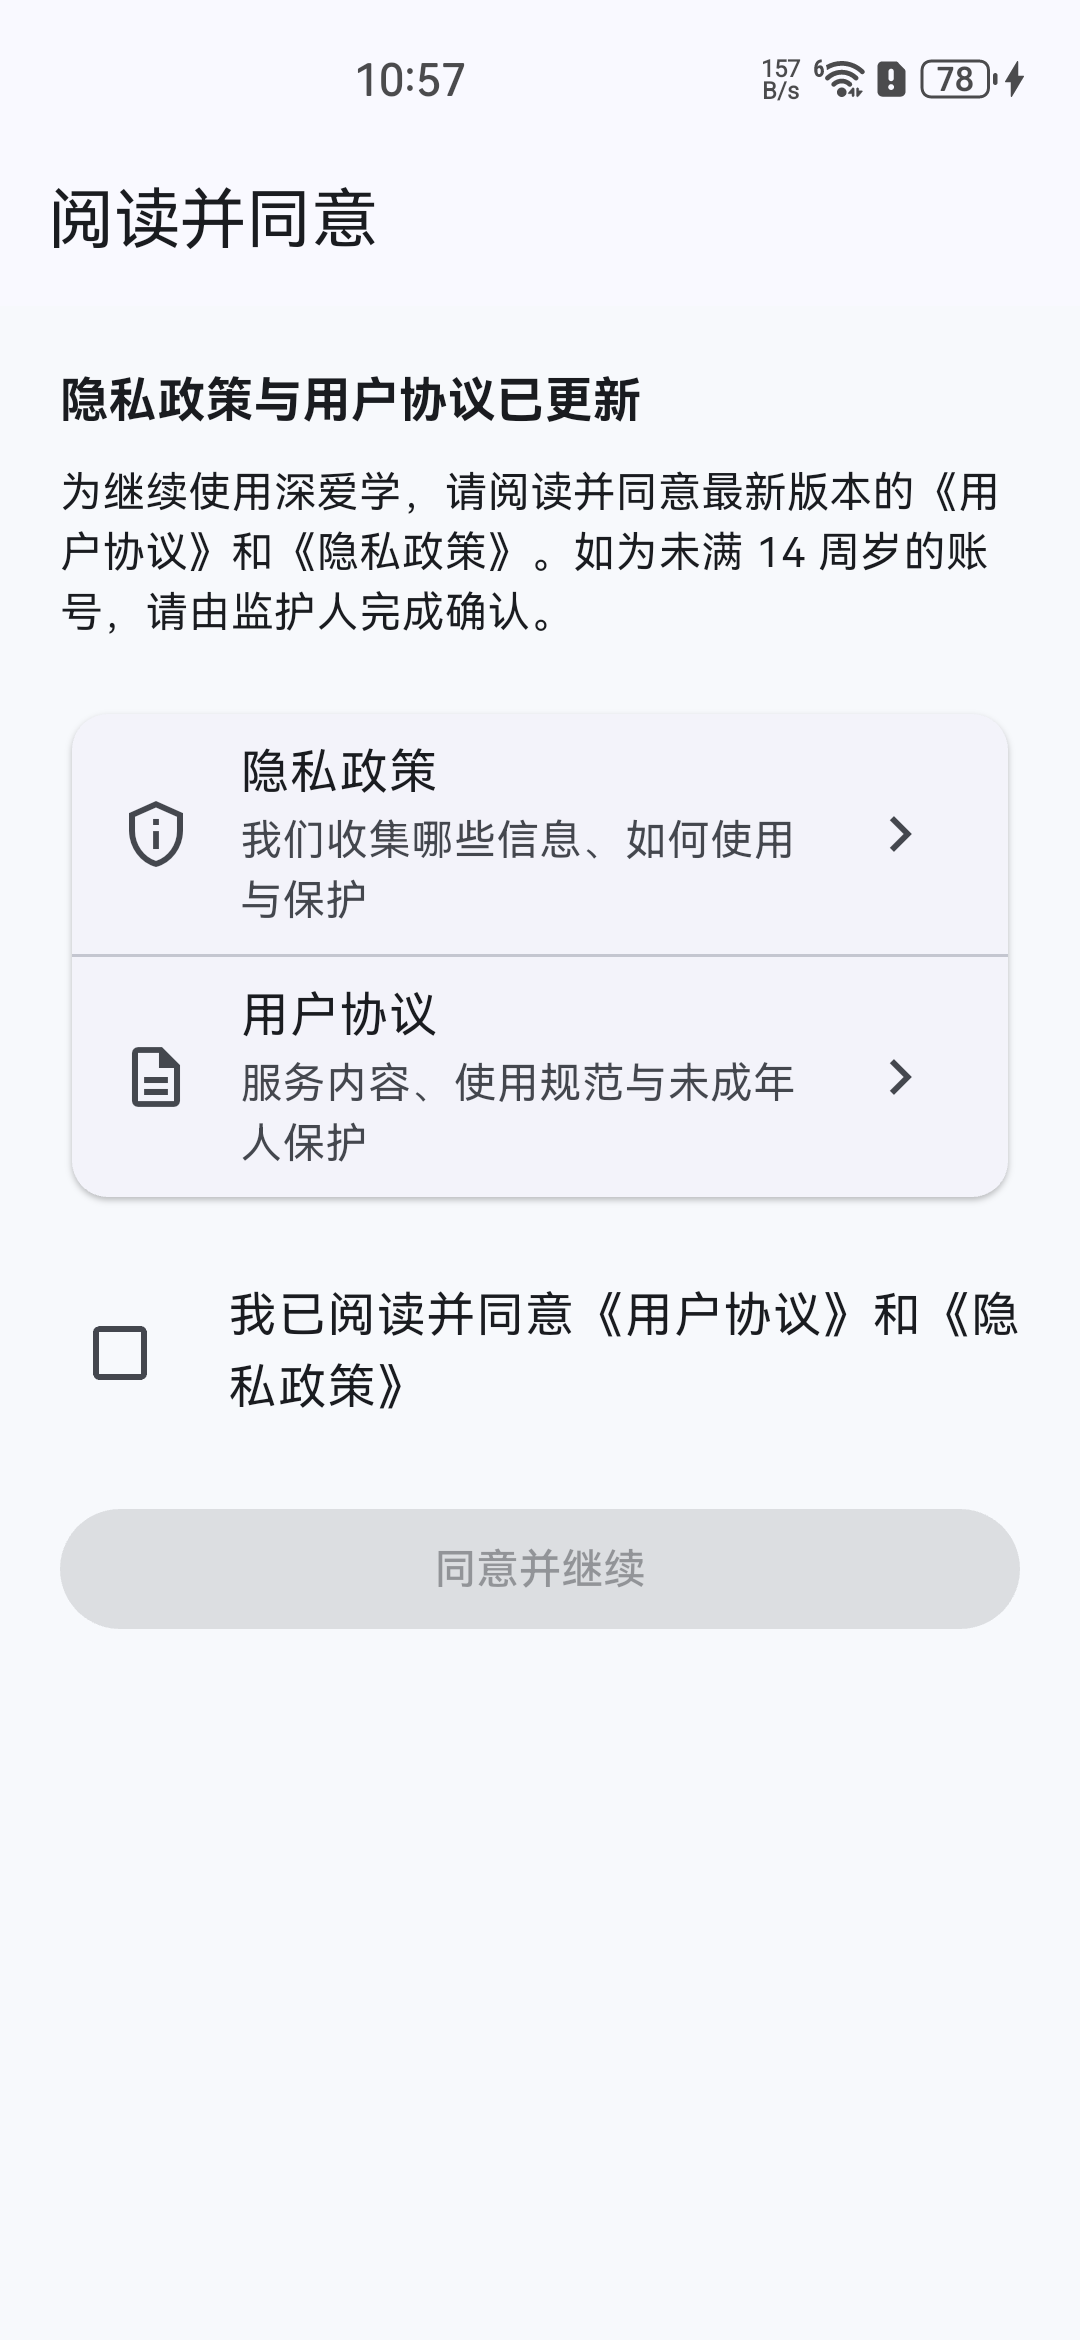 10:57
157
B/s
6
78
阅读并同意
隐私政策与用户协议已更新
为继续使用深爱学，请阅读并同意最新版本的《用
户协议》和《隐私政策》。如为未满 14 周岁的账
号，请由监护人完成确认。
隐私政策
我们收集哪些信息、如何使用
与保护
用户协议
服务内容、使用规范与未成年
人保护
我已阅读并同意《用户协议》和《隐
私政策》
同意并继续